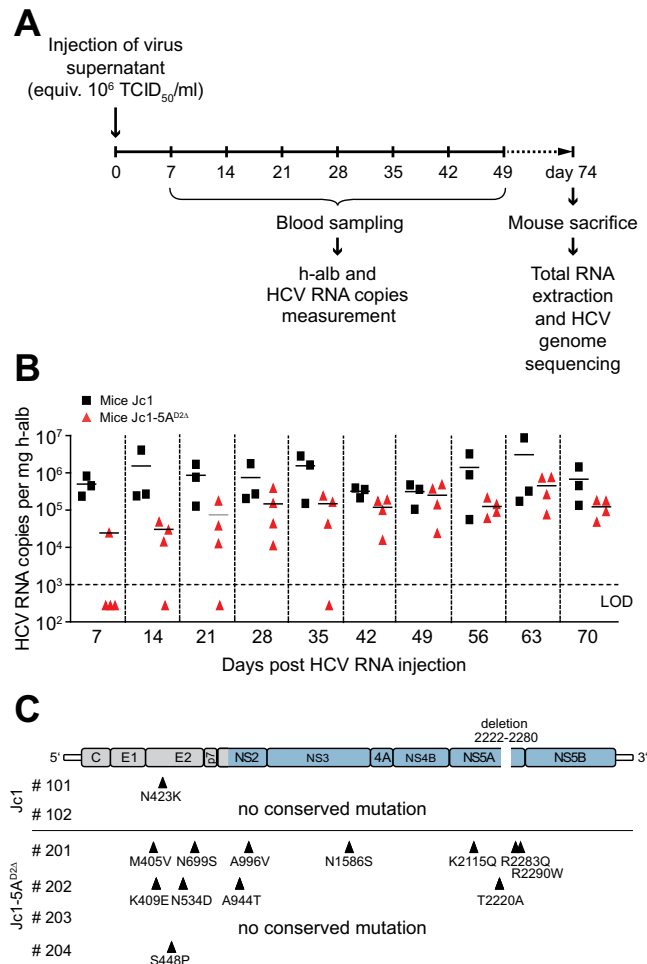 A
Injection of virus
supernatant
(equiv. 10⁶ TCID₅₀/ml)
0 7 14 21 28 35 42 49 day 74
Blood sampling
Mouse sacrifice
h-alb and
HCV RNA copies
measurement
Total RNA
extraction
and HCV
genome
sequencing
B
Mice Jc1
Mice Jc1-5A^D2Δ
HCV RNA copies per mg h-alb
10⁷
10⁶
10⁵
10⁴
10³
10²
LOD
7 14 21 28 35 42 49 56 63 70
Days post HCV RNA injection
C
deletion
2222-2280
5' C E1 E2 p7 NS2 NS3 4A NS4B NS5A NS5B 3'
Jc1
# 101
N423K
# 102
no conserved mutation
Jc1-5A^D2Δ
# 201
M405V N699S A996V N1586S K2115Q R2283Q
R2290W
# 202
K409E N534D A944T T2220A
# 203
no conserved mutation
# 204
S448P